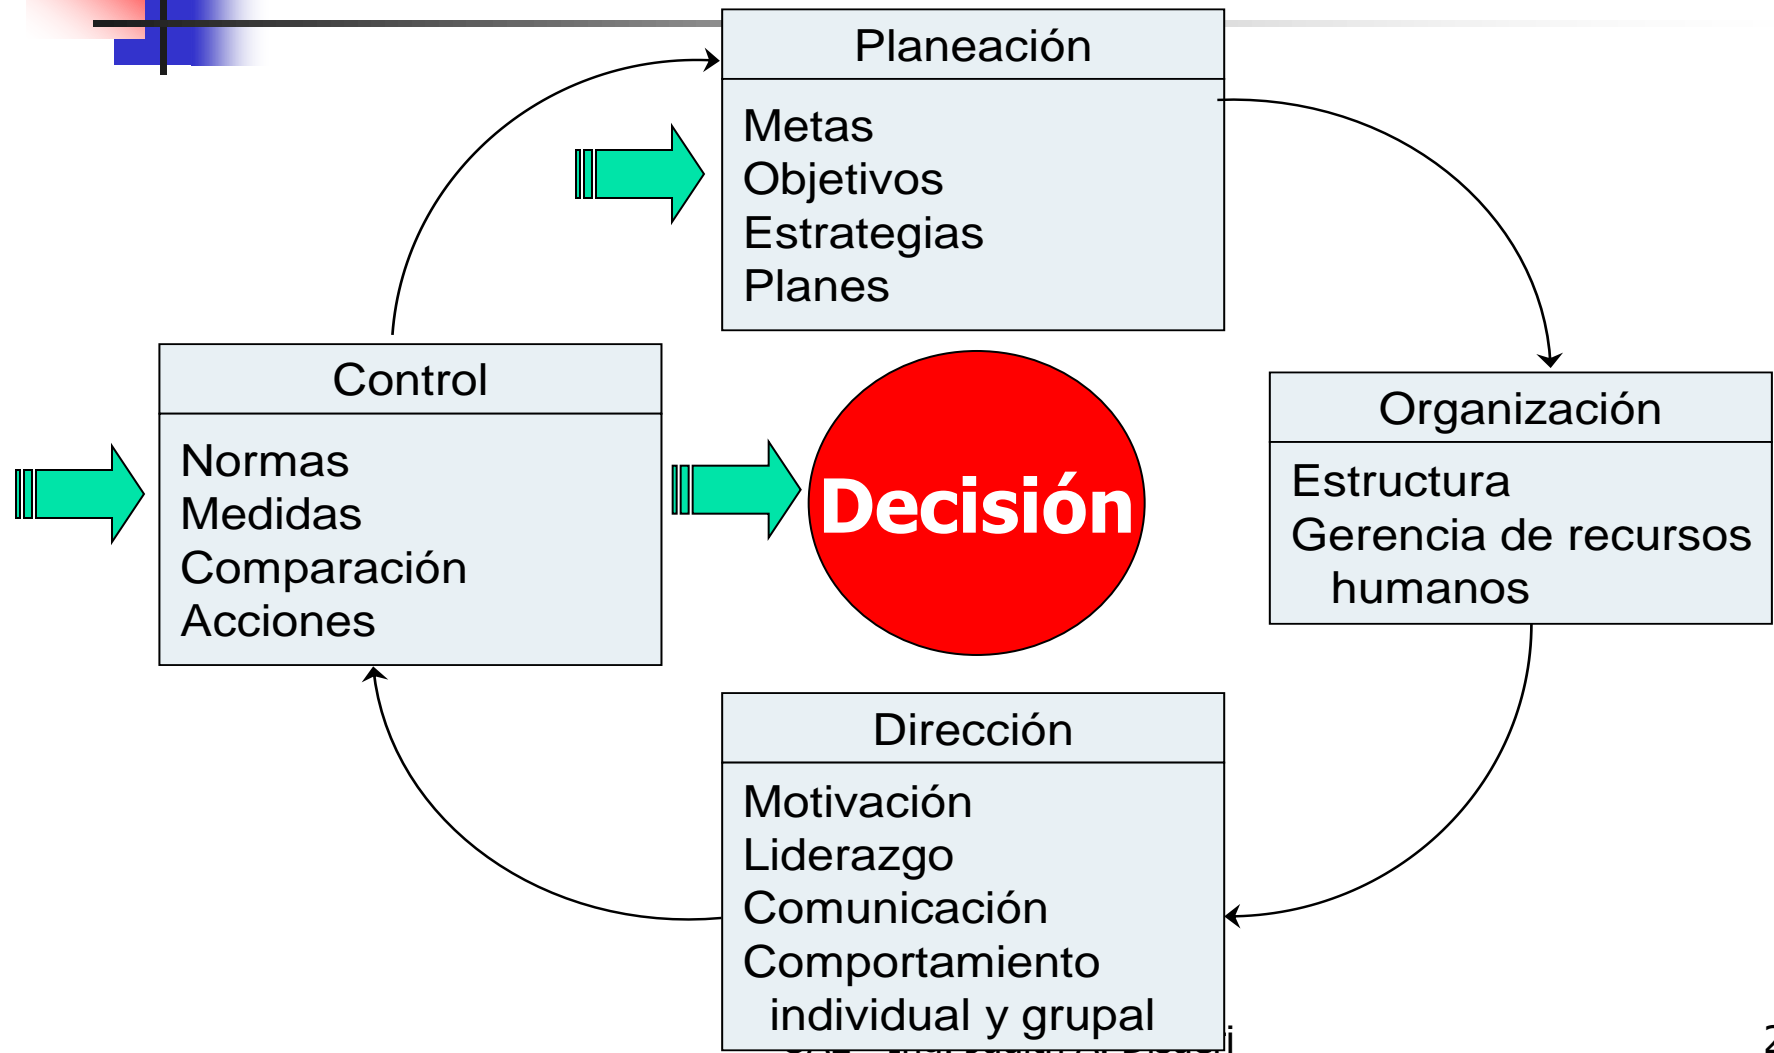 Planeación
Metas
Objetivos
Estrategias
Planes
Control
Normas
Medidas
Comparación
Acciones
Decisión
Organización
Estructura
Gerencia de recursos
humanos
Dirección
Motivación
Liderazgo
Comunicación
Comportamiento
individual y grupal